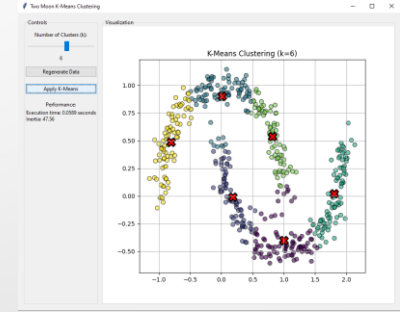 Two Moon K-Means Clustering
Controls
Number of Clusters (k):
6
Regenerate Data
Apply K-Means
Performance:
Execution time: 0.0509 seconds
Inertia: 47.36
Visualization
K-Means Clustering (k=6)
1.00
0.75
0.50
0.25
0.00
−0.25
−0.50
−1.0 −0.5 0.0 0.5 1.0 1.5 2.0